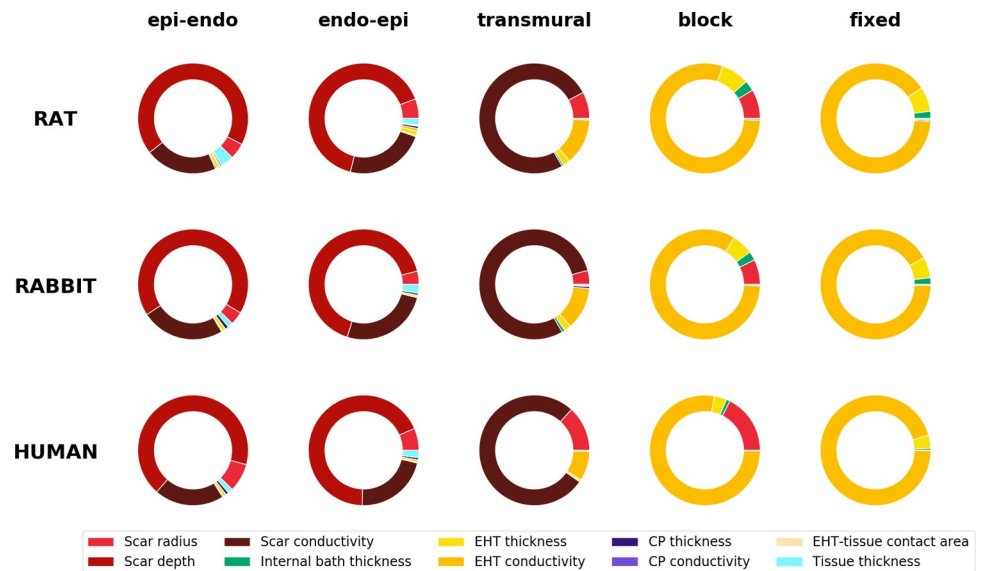 epi-endo endo-epi transmural block fixed
RAT
RABBIT
HUMAN
Scar radius Scar conductivity EHT thickness CP thickness EHT-tissue contact area
Scar depth Internal bath thickness EHT conductivity CP conductivity Tissue thickness